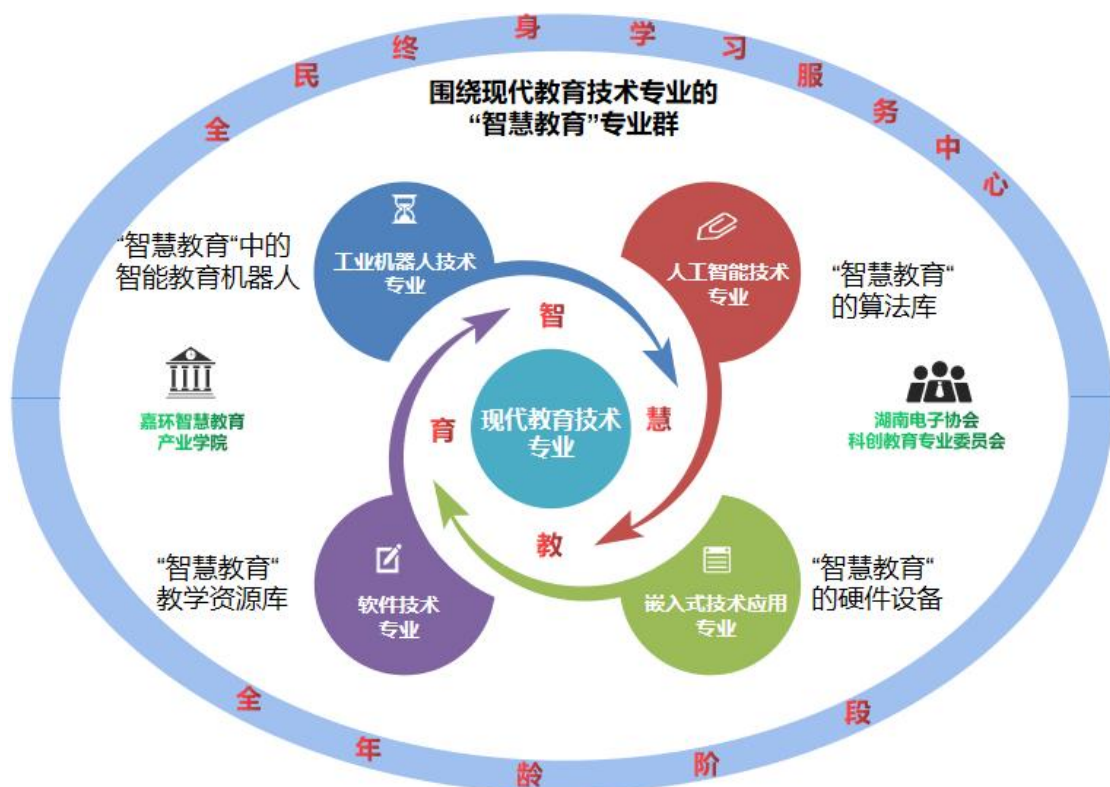 全民终身学习服务中心
围绕现代教育技术专业的
“智慧教育”专业群
“智慧教育“中的
智能教育机器人
工业机器人技术
专业
人工智能技术
专业
“智慧教育“
的算法库
智
慧
教
育
现代教育技术
专业
嘉环智慧教育
产业学院
湖南电子协会
科创教育专业委员会
“智慧教育“
教学资源库
软件技术
专业
嵌入式技术应用
专业
“智慧教育“
的硬件设备
全年龄阶段